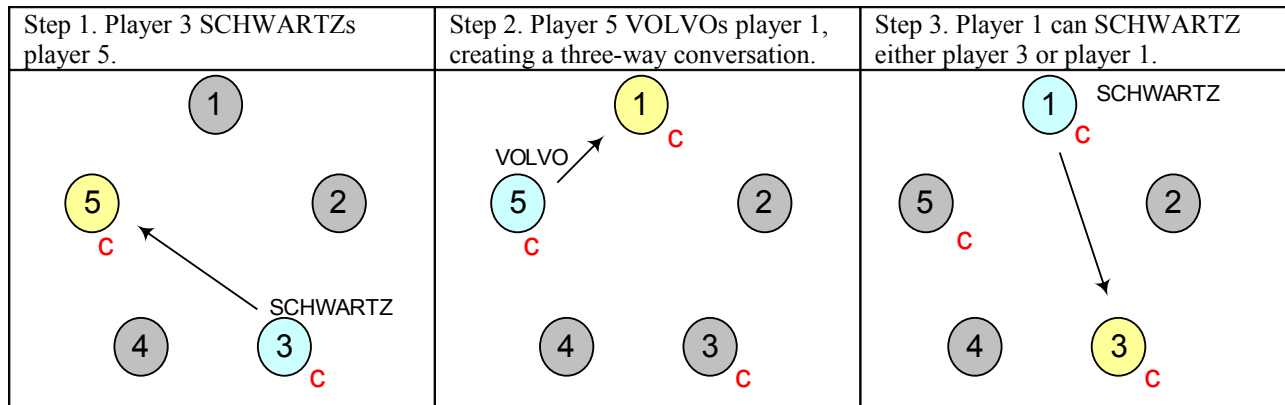 Step 1. Player 3 SCHWARTZs
player 5.
1
5
2
C
SCHWARTZ
4
3
C
Step 2. Player 5 VOLVOs player 1,
creating a three-way conversation.
1
C
VOLVO
5
2
C
4
3
C
Step 3. Player 1 can SCHWARTZ
either player 3 or player 1.
1
SCHWARTZ
C
5
2
C
4
3
C